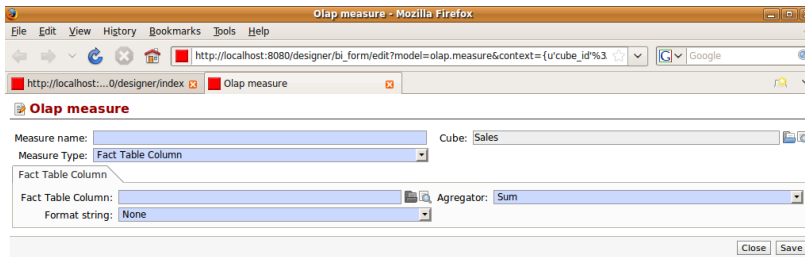 Olap measure - Mozilla Firefox
File Edit View History Bookmarks Tools Help
http://localhost:8080/designer/bi_form/edit?model=olap.measure&context={u'cube_id'%3. Google
http://localhost:...0/designer/index Olap measure
Olap measure
Measure name: Cube: Sales
Measure Type: Fact Table Column
Fact Table Column
Fact Table Column: Agregator: Sum
Format string: None
Close Save